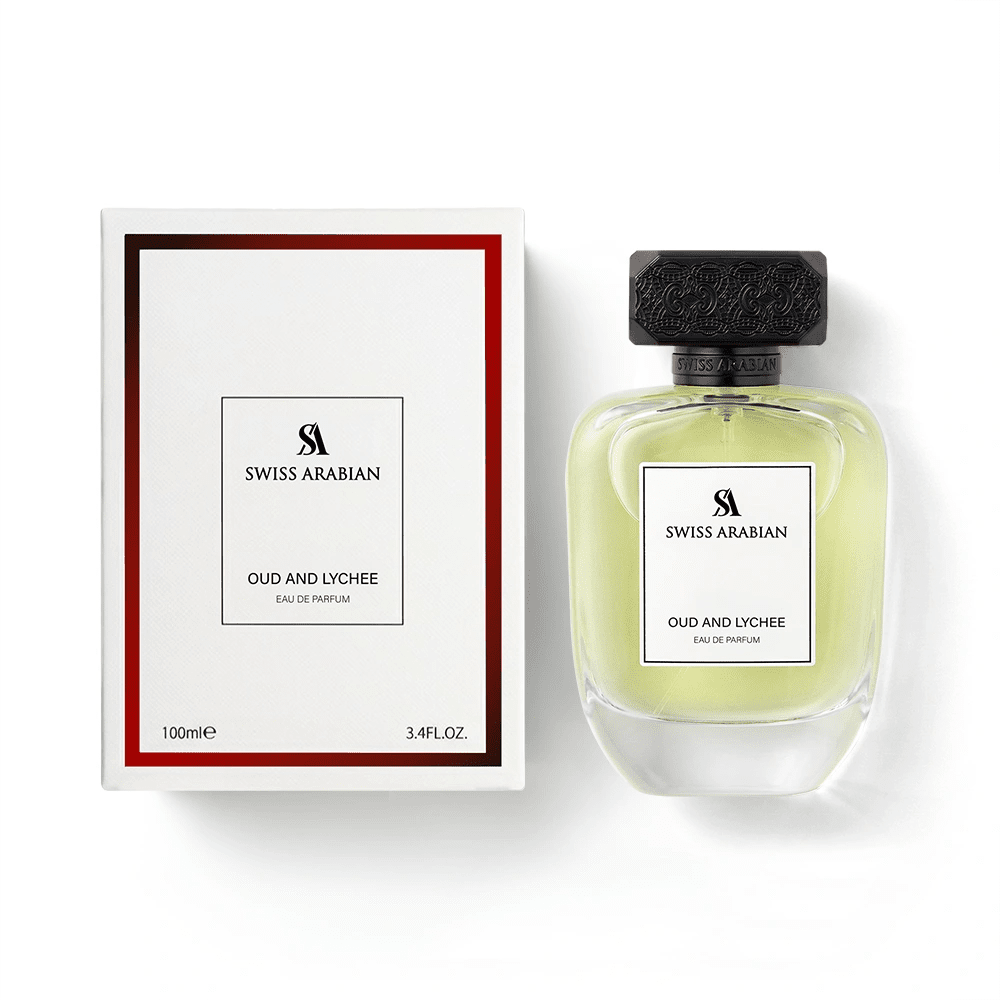 SA
SWISS ARABIAN
OUD AND LYCHEE
EAU DE PARFUM
100ml℮
3.4FL.OZ.
SWISS ARABIAN
SA
SWISS ARABIAN
OUD AND LYCHEE
EAU DE PARFUM